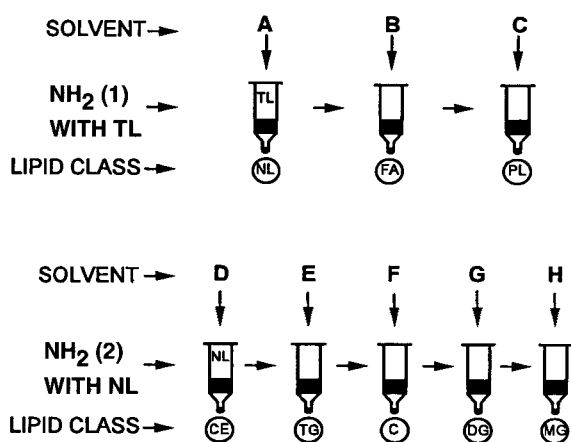 SOLVENT A B C
TL
NH2 (1)
WITH TL
LIPID CLASS NL FA PL
SOLVENT D E F G H
NL
NH2 (2)
WITH NL
LIPID CLASS CE TG C DG MG